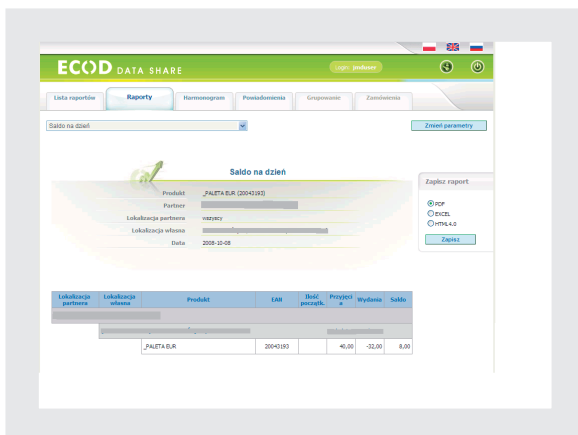 ECOD DATA SHARE
Login: jmduser
Lista raportów Raporty Harmonogram Powiadomienia Grupowanie Zamówienia
Saldo na dzień
Zmień parametry
Saldo na dzień
Zapisz raport
Produkt _PALETA EUR (20043193)
Partner
PDF
Lokalizacja partnera wszyscy
EXCEL
Lokalizacja własna
HTML4.0
Data 2008-10-08
Zapisz
Lokalizacja partnera Lokalizacja własna Produkt EAN Ilość początk. Przyjęcia Wydania Saldo
_PALETA EUR 20043193 40,00 -32,00 8,00